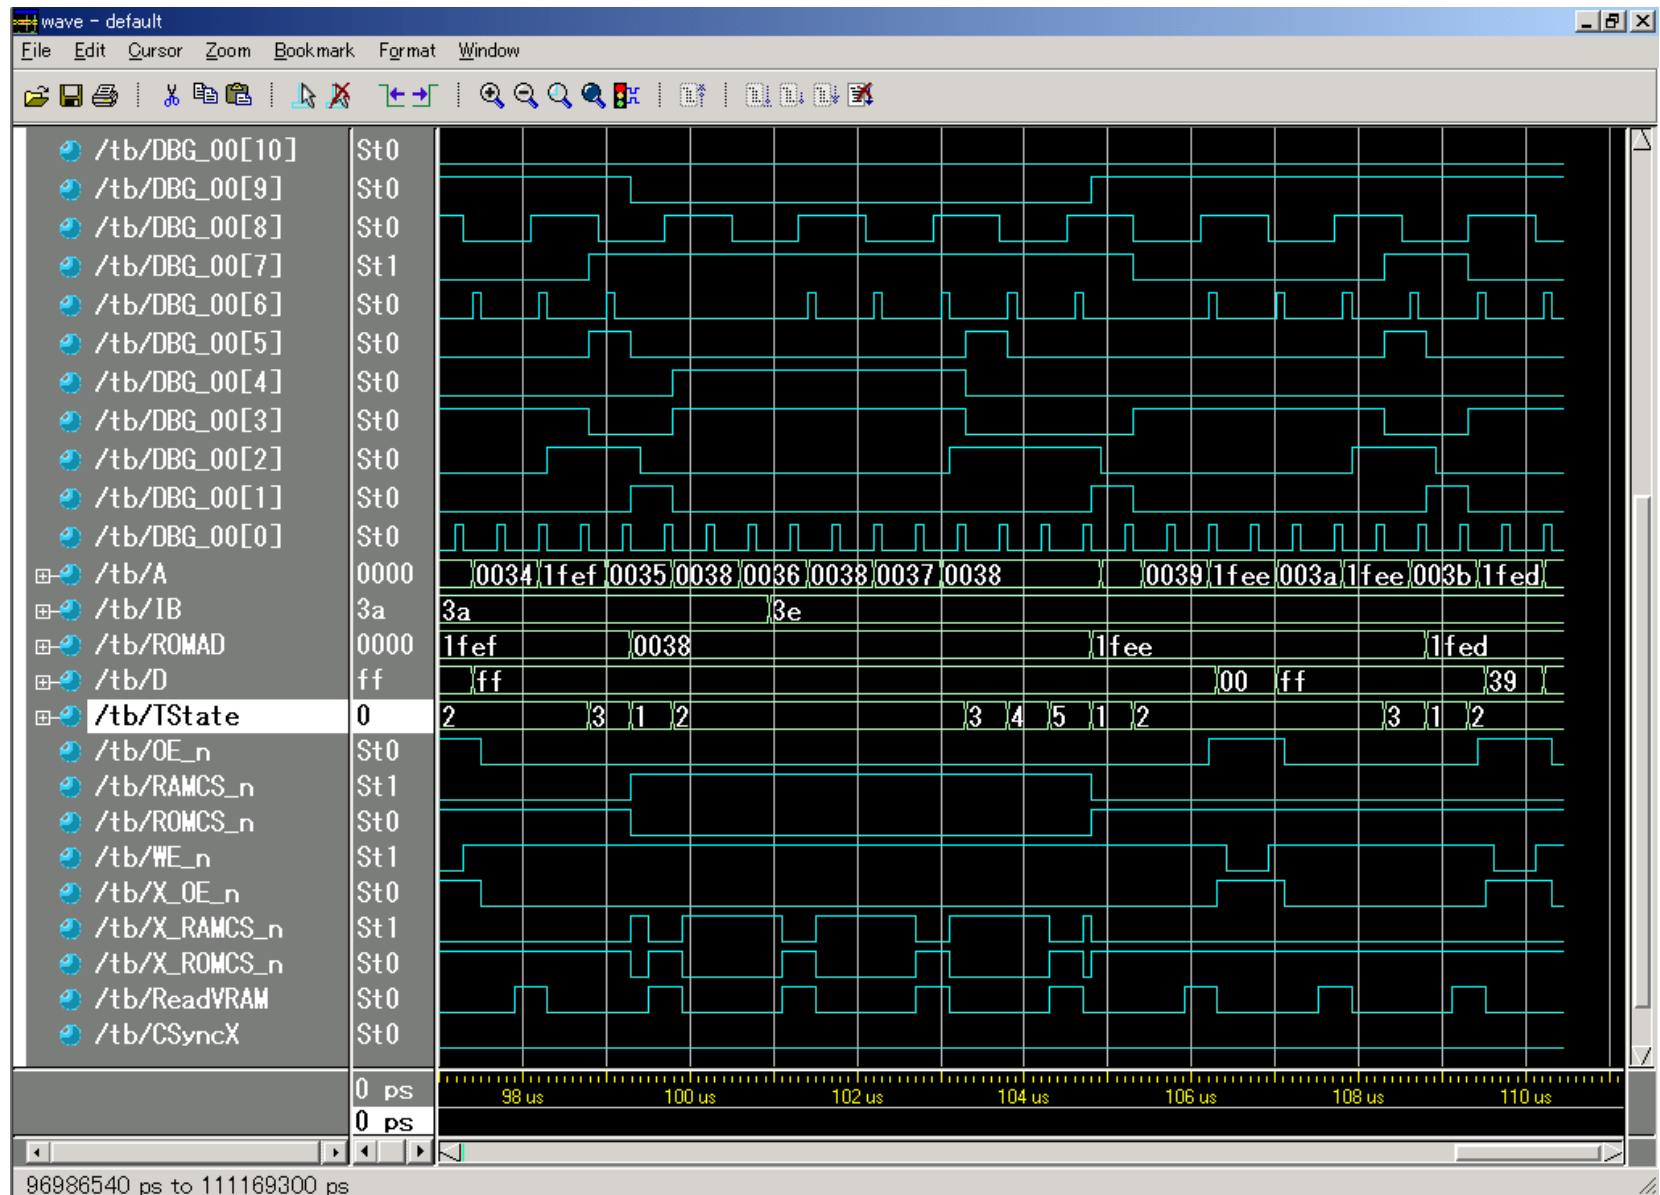 wave - default
File Edit Cursor Zoom Bookmark Format Window
/tb/DBG_00[10] St0
/tb/DBG_00[9] St0
/tb/DBG_00[8] St0
/tb/DBG_00[7] St1
/tb/DBG_00[6] St0
/tb/DBG_00[5] St0
/tb/DBG_00[4] St0
/tb/DBG_00[3] St0
/tb/DBG_00[2] St0
/tb/DBG_00[1] St0
/tb/DBG_00[0] St0
/tb/A 0000 0034 1fef 0035 0038 0036 0038 0037 0038 0039 1fee 003a 1fee 003b 1fed
/tb/IB 3a 3a 3e
/tb/ROMAD 0000 1fef 0038 1fee 1fed
/tb/D ff ff 00 ff 39
/tb/TState 0 2 3 1 2 3 4 5 1 2 3 1 2
/tb/OE_n St0
/tb/RAMCS_n St1
/tb/ROMCS_n St0
/tb/WE_n St1
/tb/X_OE_n St0
/tb/X_RAMCS_n St1
/tb/X_ROMCS_n St0
/tb/ReadVRAM St0
/tb/CSyncX St0
0 ps
98 us 100 us 102 us 104 us 106 us 108 us 110 us
0 ps
96986540 ps to 111169300 ps